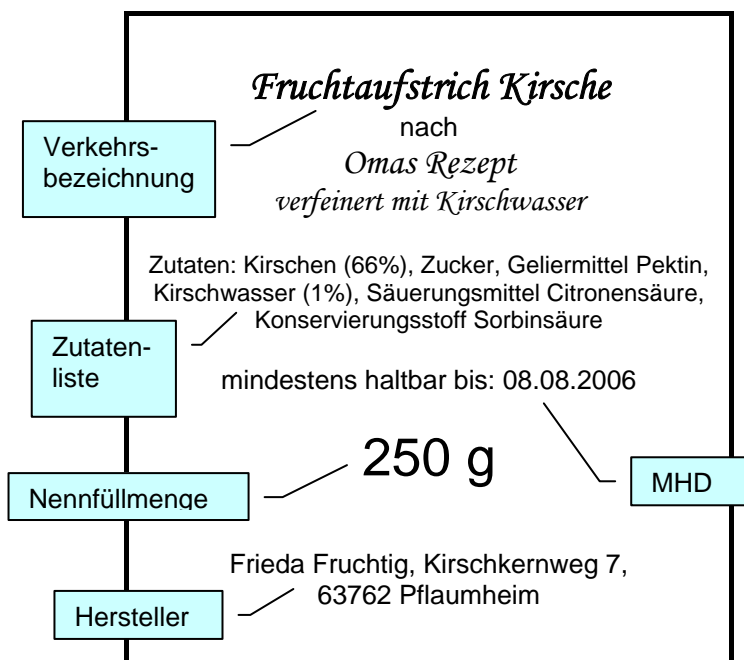 Fruchtaufstrich Kirsche
nach
Omas Rezept
verfeinert mit Kirschwasser
Verkehrs-
bezeichnung
Zutaten: Kirschen (66%), Zucker, Geliermittel Pektin,
Kirschwasser (1%), Säuerungsmittel Citronensäure,
Konservierungsstoff Sorbinsäure
Zutaten-
liste
mindestens haltbar bis: 08.08.2006
250 g
MHD
Nennfüllmenge
Frieda Fruchtig, Kirschkernweg 7,
63762 Pflaumheim
Hersteller